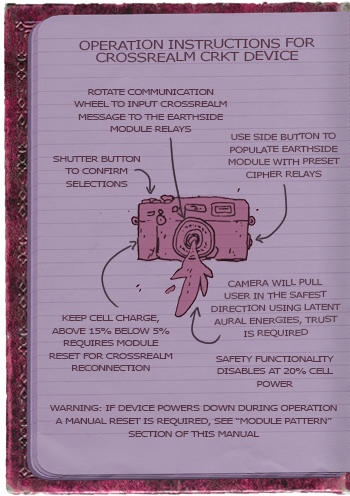 OPERATION INSTRUCTIONS FOR
CROSSREALM CRKT DEVICE
ROTATE COMMUNICATION
WHEEL TO INPUT CROSSREALM
MESSAGE TO THE EARTHSIDE
MODULE RELAYS
USE SIDE BUTTON TO
POPULATE EARTHSIDE
MODULE WITH PRESET
CIPHER RELAYS
SHUTTER BUTTON
TO CONFIRM
SELECTIONS
CAMERA WILL PULL
USER IN THE SAFEST
DIRECTION USING LATENT
AURAL ENERGIES, TRUST
IS REQUIRED
KEEP CELL CHARGE,
ABOVE 15% BELOW 5%
REQUIRES MODULE
RESET FOR CROSSREALM
RECONNECTION
SAFETY FUNCTIONALITY
DISABLES AT 20% CELL
POWER
WARNING: IF DEVICE POWERS DOWN DURING OPERATION
A MANUAL RESET IS REQUIRED, SEE "MODULE PATTERN"
SECTION OF THIS MANUAL